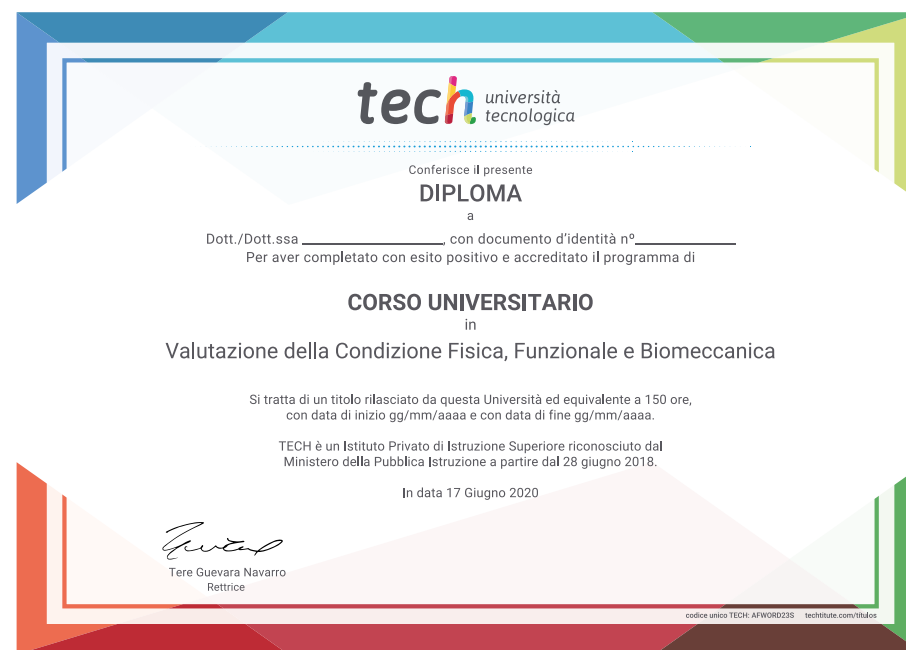 tech università
tecnologica
Conferisce il presente
DIPLOMA
a
Dott./Dott.ssa ________________, con documento d'identità nº____________
Per aver completato con esito positivo e accreditato il programma di
CORSO UNIVERSITARIO
in
Valutazione della Condizione Fisica, Funzionale e Biomeccanica
Si tratta di un titolo rilasciato da questa Università ed equivalente a 150 ore,
con data di inizio gg/mm/aaaa e con data di fine gg/mm/aaaa.
TECH è un Istituto Privato di Istruzione Superiore riconosciuto dal
Ministero della Pubblica Istruzione a partire dal 28 giugno 2018.
In data 17 Giugno 2020
Tere Guevara Navarro
Rettrice
codice unico TECH: AFWORD23S techtitute.com/titulos